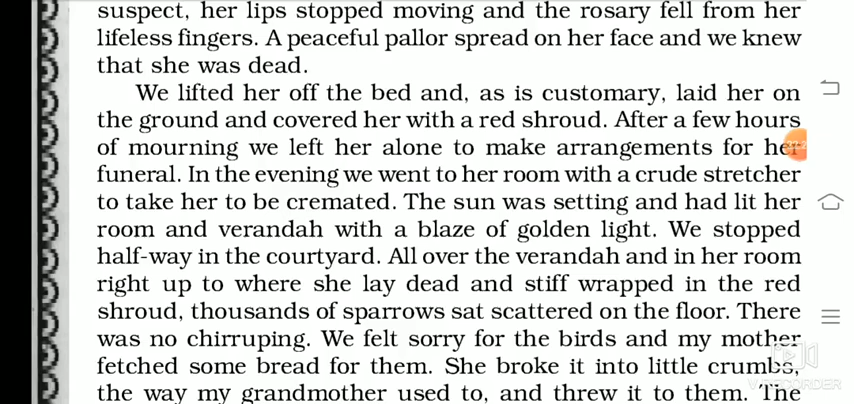 suspect, her lips stopped moving and the rosary fell from her
lifeless fingers. A peaceful pallor spread on her face and we knew
that she was dead.
We lifted her off the bed and, as is customary, laid her on
the ground and covered her with a red shroud. After a few hours
of mourning we left her alone to make arrangements for her
funeral. In the evening we went to her room with a crude stretcher
to take her to be cremated. The sun was setting and had lit her
room and verandah with a blaze of golden light. We stopped
half-way in the courtyard. All over the verandah and in her room
right up to where she lay dead and stiff wrapped in the red
shroud, thousands of sparrows sat scattered on the floor. There
was no chirruping. We felt sorry for the birds and my mother
fetched some bread for them. She broke it into little crumbs,
the way my grandmother used to, and threw it to them. The